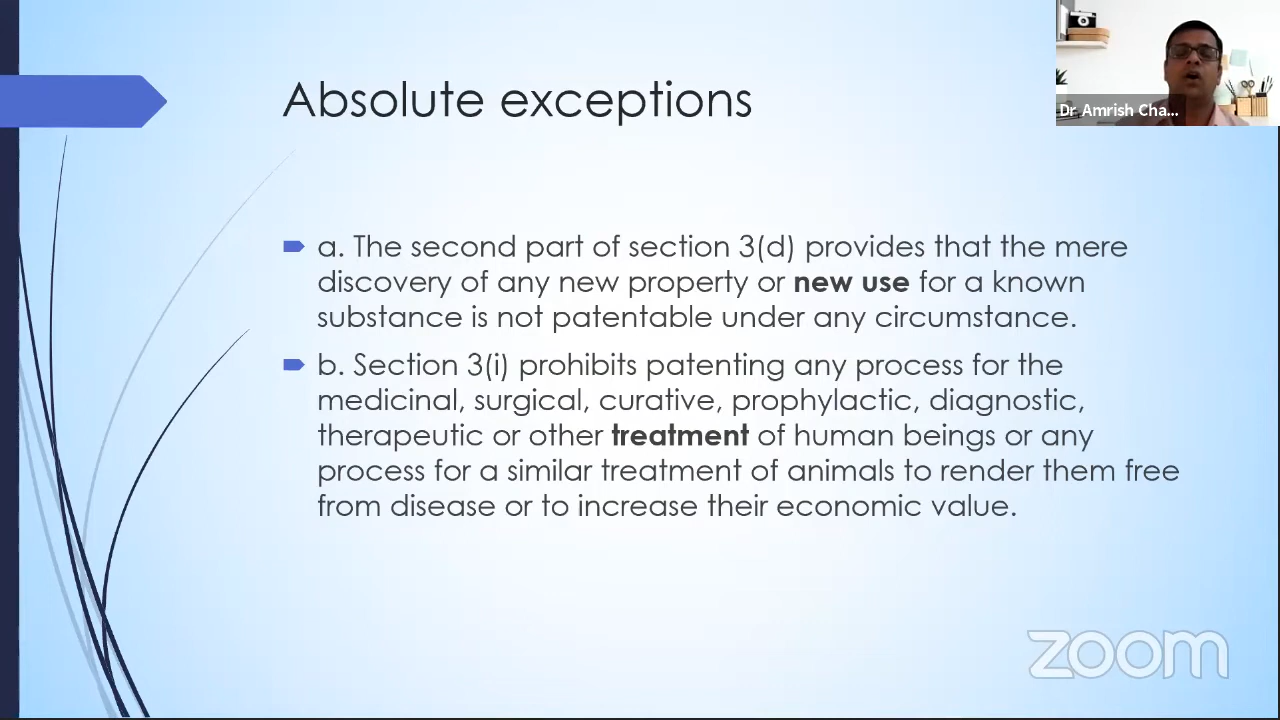 Absolute exceptions
Dr Amrish Cha...
a. The second part of section 3(d) provides that the mere
discovery of any new property or new use for a known
substance is not patentable under any circumstance.
b. Section 3(i) prohibits patenting any process for the
medicinal, surgical, curative, prophylactic, diagnostic,
therapeutic or other treatment of human beings or any
process for a similar treatment of animals to render them free
from disease or to increase their economic value.
zoom